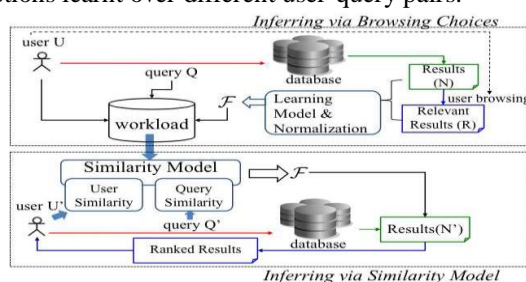 ctions learnt over different user-query pairs.
Inferring via Browsing Choices
user U
query Q
database
Results
(N)
user browsing
Relevant
Results (R)
Learning
Model &
Normalization
F
workload
Similarity Model
User
Similarity
Query
Similarity
F
user U'
query Q'
database
Results(N')
Ranked Results
Inferring via Similarity Model